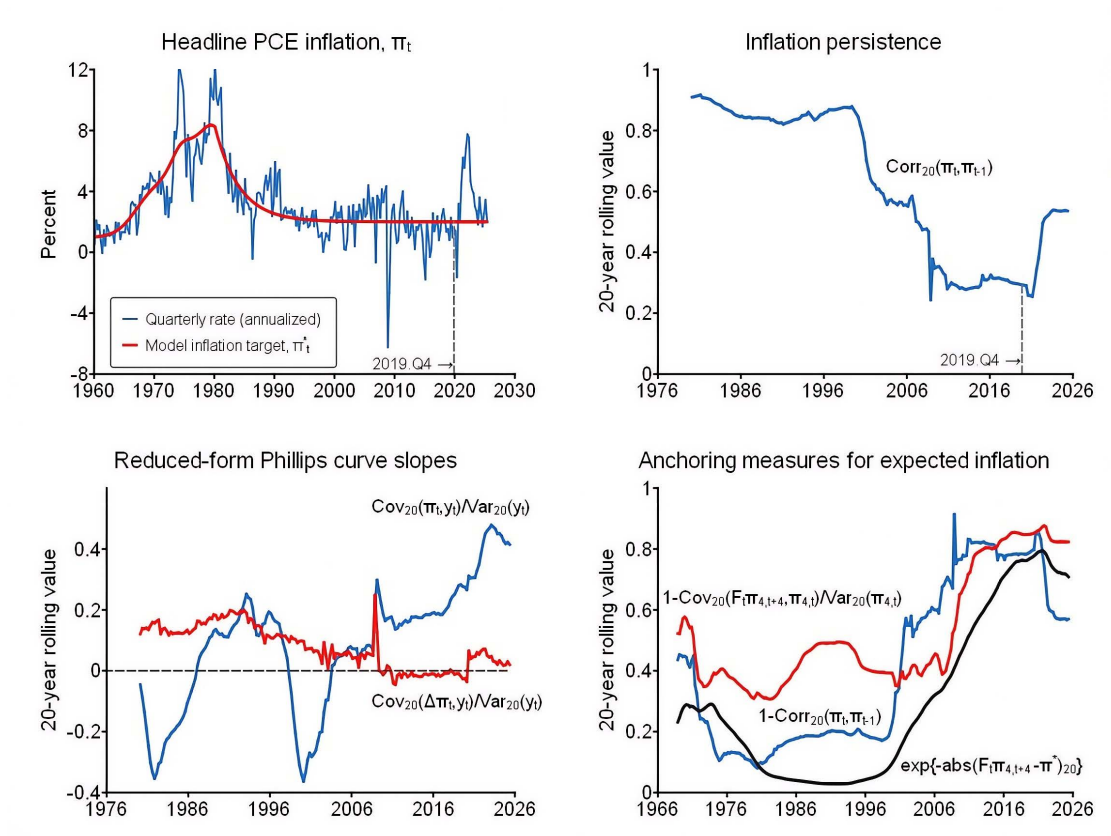 Headline PCE inflation, πₜ
Percent
12
8
4
0
-4
-8
Quarterly rate (annualized)
Model inflation target, π*ₜ
2019.Q4 →
1960 1970 1980 1990 2000 2010 2020 2030
Inflation persistence
20-year rolling value
1
0.8
0.6
0.4
0.2
0
Corr₂₀(πₜ,πₜ₋₁)
2019.Q4 →
1976 1986 1996 2006 2016 2026
Reduced-form Phillips curve slopes
20-year rolling value
0.4
0.2
0
-0.2
-0.4
Cov₂₀(πₜ,yₜ)/Var₂₀(yₜ)
Cov₂₀(Δπₜ,yₜ)/Var₂₀(yₜ)
1976 1986 1996 2006 2016 2026
Anchoring measures for expected inflation
20-year rolling value
1
0.8
0.6
0.4
0.2
0
1-Cov₂₀(Fₜπ₄,ₜ₊₄,π₄,ₜ)/Var₂₀(π₄,ₜ)
1-Corr₂₀(πₜ,πₜ₋₁)
exp{-abs(Fₜπ₄,ₜ₊₄-π*)₂₀}
1966 1976 1986 1996 2006 2016 2026